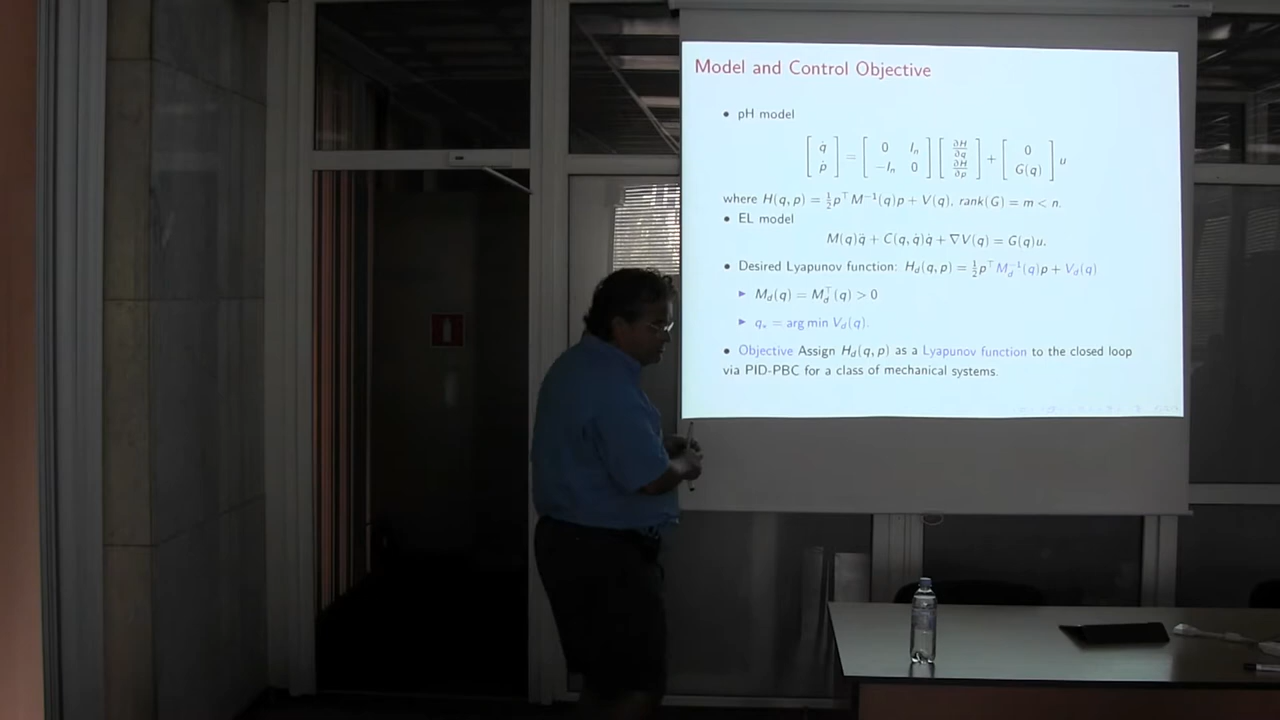 Model and Control Objective
• pH model
[ q̇ ; ṗ ] = [ 0 I_n ; −I_n 0 ] [ ∂H/∂q ; ∂H/∂p ] + [ 0 ; G(q) ] u
where H(q, p) = ½p⊤M⁻¹(q)p + V(q), rank(G) = m < n.
• EL model
M(q)q̈ + C(q, q̇)q̇ + ∇V(q) = G(q)u.
• Desired Lyapunov function: H_d(q, p) = ½p⊤M_d⁻¹(q)p + V_d(q)
▶ M_d(q) = M_d⊤(q) > 0
▶ q⋆ = arg min V_d(q).
• Objective Assign H_d(q, p) as a Lyapunov function to the closed loop
via PID-PBC for a class of mechanical systems.